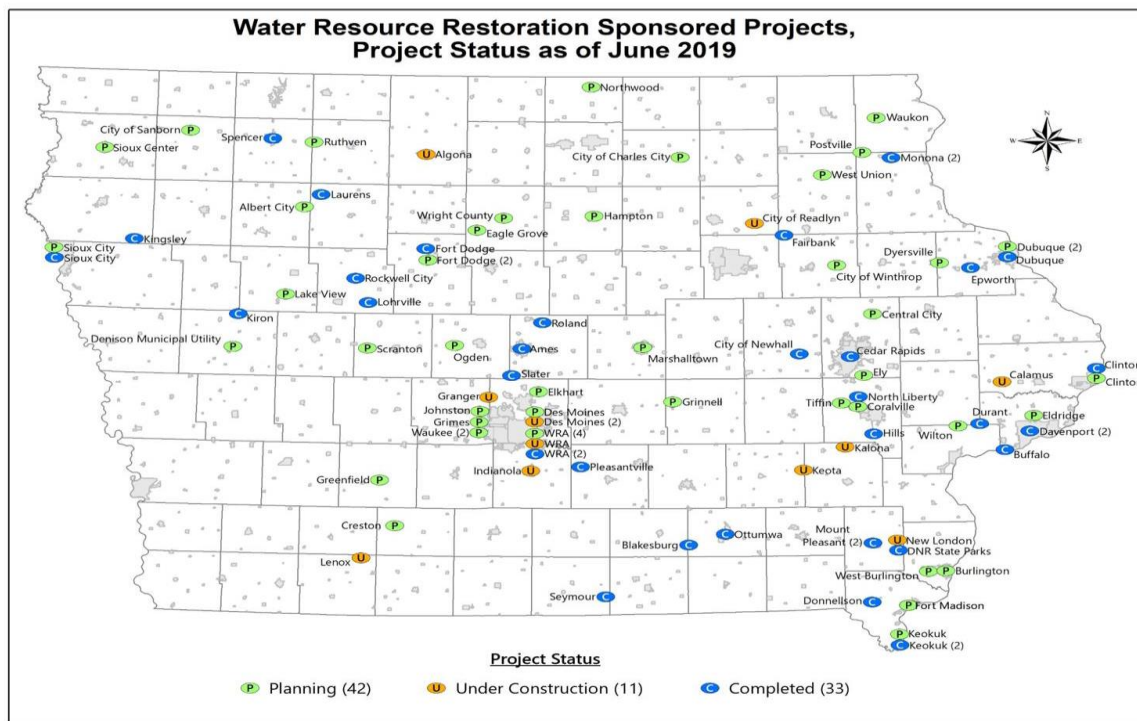 Water Resource Restoration Sponsored Projects,
Project Status as of June 2019
P Northwood
City of Sanborn P
Spencer C
P Ruthven
P Waukon
N
W E
S
Sioux Center P
U Algona
City of Charles City P
Postville P
C Monona (2)
P West Union
C Laurens
Albert City P
Wright County P
P Hampton
U City of Readlyn
P Eagle Grove
C Kingsley
C Fairbank
P Sioux City
C Sioux City
C Fort Dodge
P Fort Dodge (2)
P Dubuque (2)
C Dubuque
Dyersville P
P City of Winthrop
C Epworth
C Rockwell City
P Lake View
C Lohrville
C Kiron
P Central City
C Roland
Denison Municipal Utility P
P Scranton
P Ogden
C Ames
P Marshalltown
City of Newhall C
C Cedar Rapids
C Slater
P Ely
C Clinton
P Clinton
Calamus U
Granger U
P Elkhart
C North Liberty
Tiffin P
P Coralville
P Grinnell
Johnston P
P Des Moines
Grimes P
U Des Moines (2)
Waukee (2) P
P WRA (4)
U WRA
C WRA (2)
Durant C
P Eldridge
Wilton P
C Davenport (2)
C Hills
U Kalona
C Buffalo
Indianola U
C Pleasantville
U Keota
Greenfield P
Creston P
C Ottumwa
Blakesburg C
Mount
Pleasant (2) C
U New London
C DNR State Parks
Lenox U
West Burlington P
P Burlington
Seymour C
Donnellson C
P Fort Madison
P Keokuk
C Keokuk (2)
Project Status
P Planning (42)
U Under Construction (11)
C Completed (33)